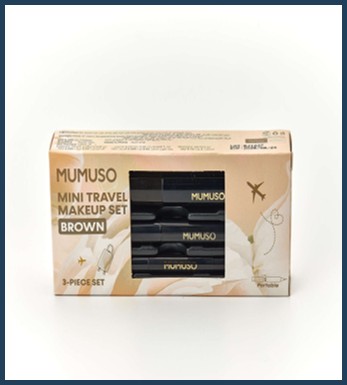 MUMUSO
MINI TRAVEL
MAKEUP SET
BROWN
3-PIECE SET
MUMUSO
MUMUSO
MUMUSO
Portable